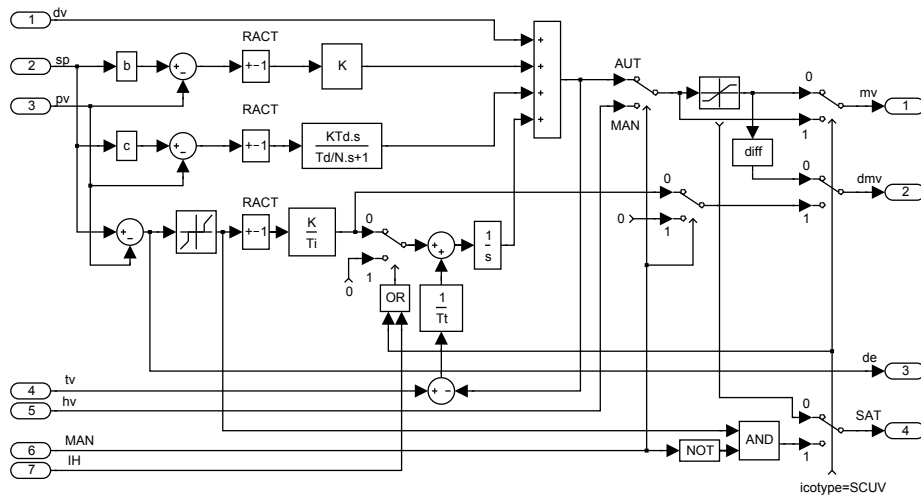 1 dv
RACT
2 sp b + − +−1 K
3 pv
AUT
MAN
0
1
mv 1
+
+
+
+
RACT
c + − +−1 KTd.s
Td/N.s+1
diff
0
1
dmv 2
RACT
+ − +−1 K
Ti
0
1
0
+ +
1
s
0
0
1
OR
1
Tt
de 3
4 tv + −
5 hv
0
SAT 4
1
6 MAN
NOT AND
7 IH
icotype=SCUV